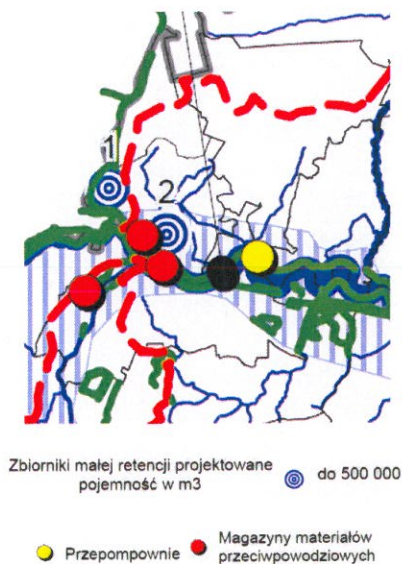 1
2
Zbiorniki małej retencji projektowane
pojemność w m3
do 500 000
Przepompownie
Magazyny materiałów
przeciwpowodziowych